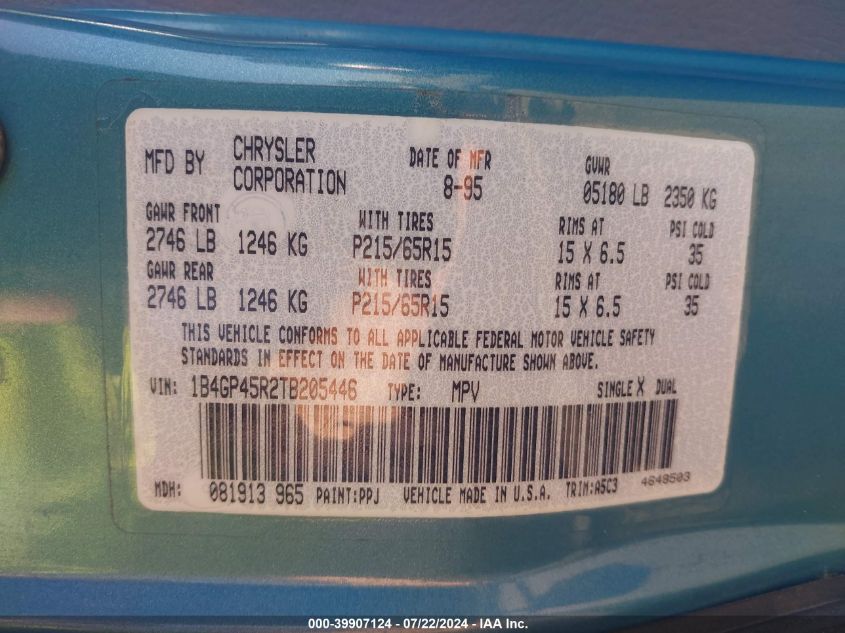 MFD BY CHRYSLER CORPORATION DATE OF MFR 8-95 GVWR 05180 LB 2350 KG
GAWR FRONT WITH TIRES RIMS AT PSI COLD
2746 LB 1246 KG P215/65R15 15 X 6.5 35
GAWR REAR WITH TIRES RIMS AT PSI COLD
2746 LB 1246 KG P215/65R15 15 X 6.5 35
THIS VEHICLE CONFORMS TO ALL APPLICABLE FEDERAL MOTOR VEHICLE SAFETY
STANDARDS IN EFFECT ON THE DATE OF MANUFACTURE SHOWN ABOVE.
VIN: 1B4GP45R2TB205446 TYPE: MPV SINGLE X DUAL
MDH: 081913 965 PAINT:PPJ VEHICLE MADE IN U.S.A. TRIM:A5C3 4648503
000-39907124 - 07/22/2024 - IAA Inc.